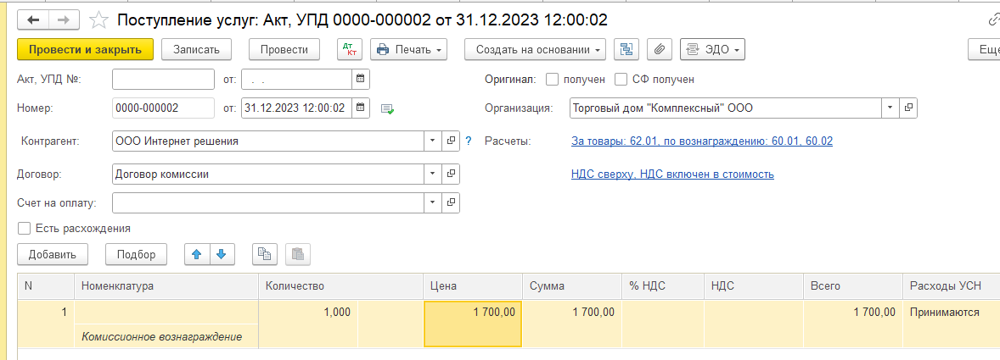 Поступление услуг: Акт, УПД 0000-000002 от 31.12.2023 12:00:02
Провести и закрыть Записать Провести Дт Кт Печать Создать на основании ЭДО Еще
Акт, УПД №: от: . . Оригинал: получен СФ получен
Номер: 0000-000002 от: 31.12.2023 12:00:02 Организация: Торговый дом "Комплексный" ООО
Контрагент: ООО Интернет решения ? Расчеты: За товары: 62.01, по вознаграждению: 60.01, 60.02
Договор: Договор комиссии НДС сверху, НДС включен в стоимость
Счет на оплату:
Есть расхождения
Добавить Подбор
N Номенклатура Количество Цена Сумма % НДС НДС Всего Расходы УСН
1 1,000 1 700,00 1 700,00 1 700,00 Принимаются
Комиссионное вознаграждение